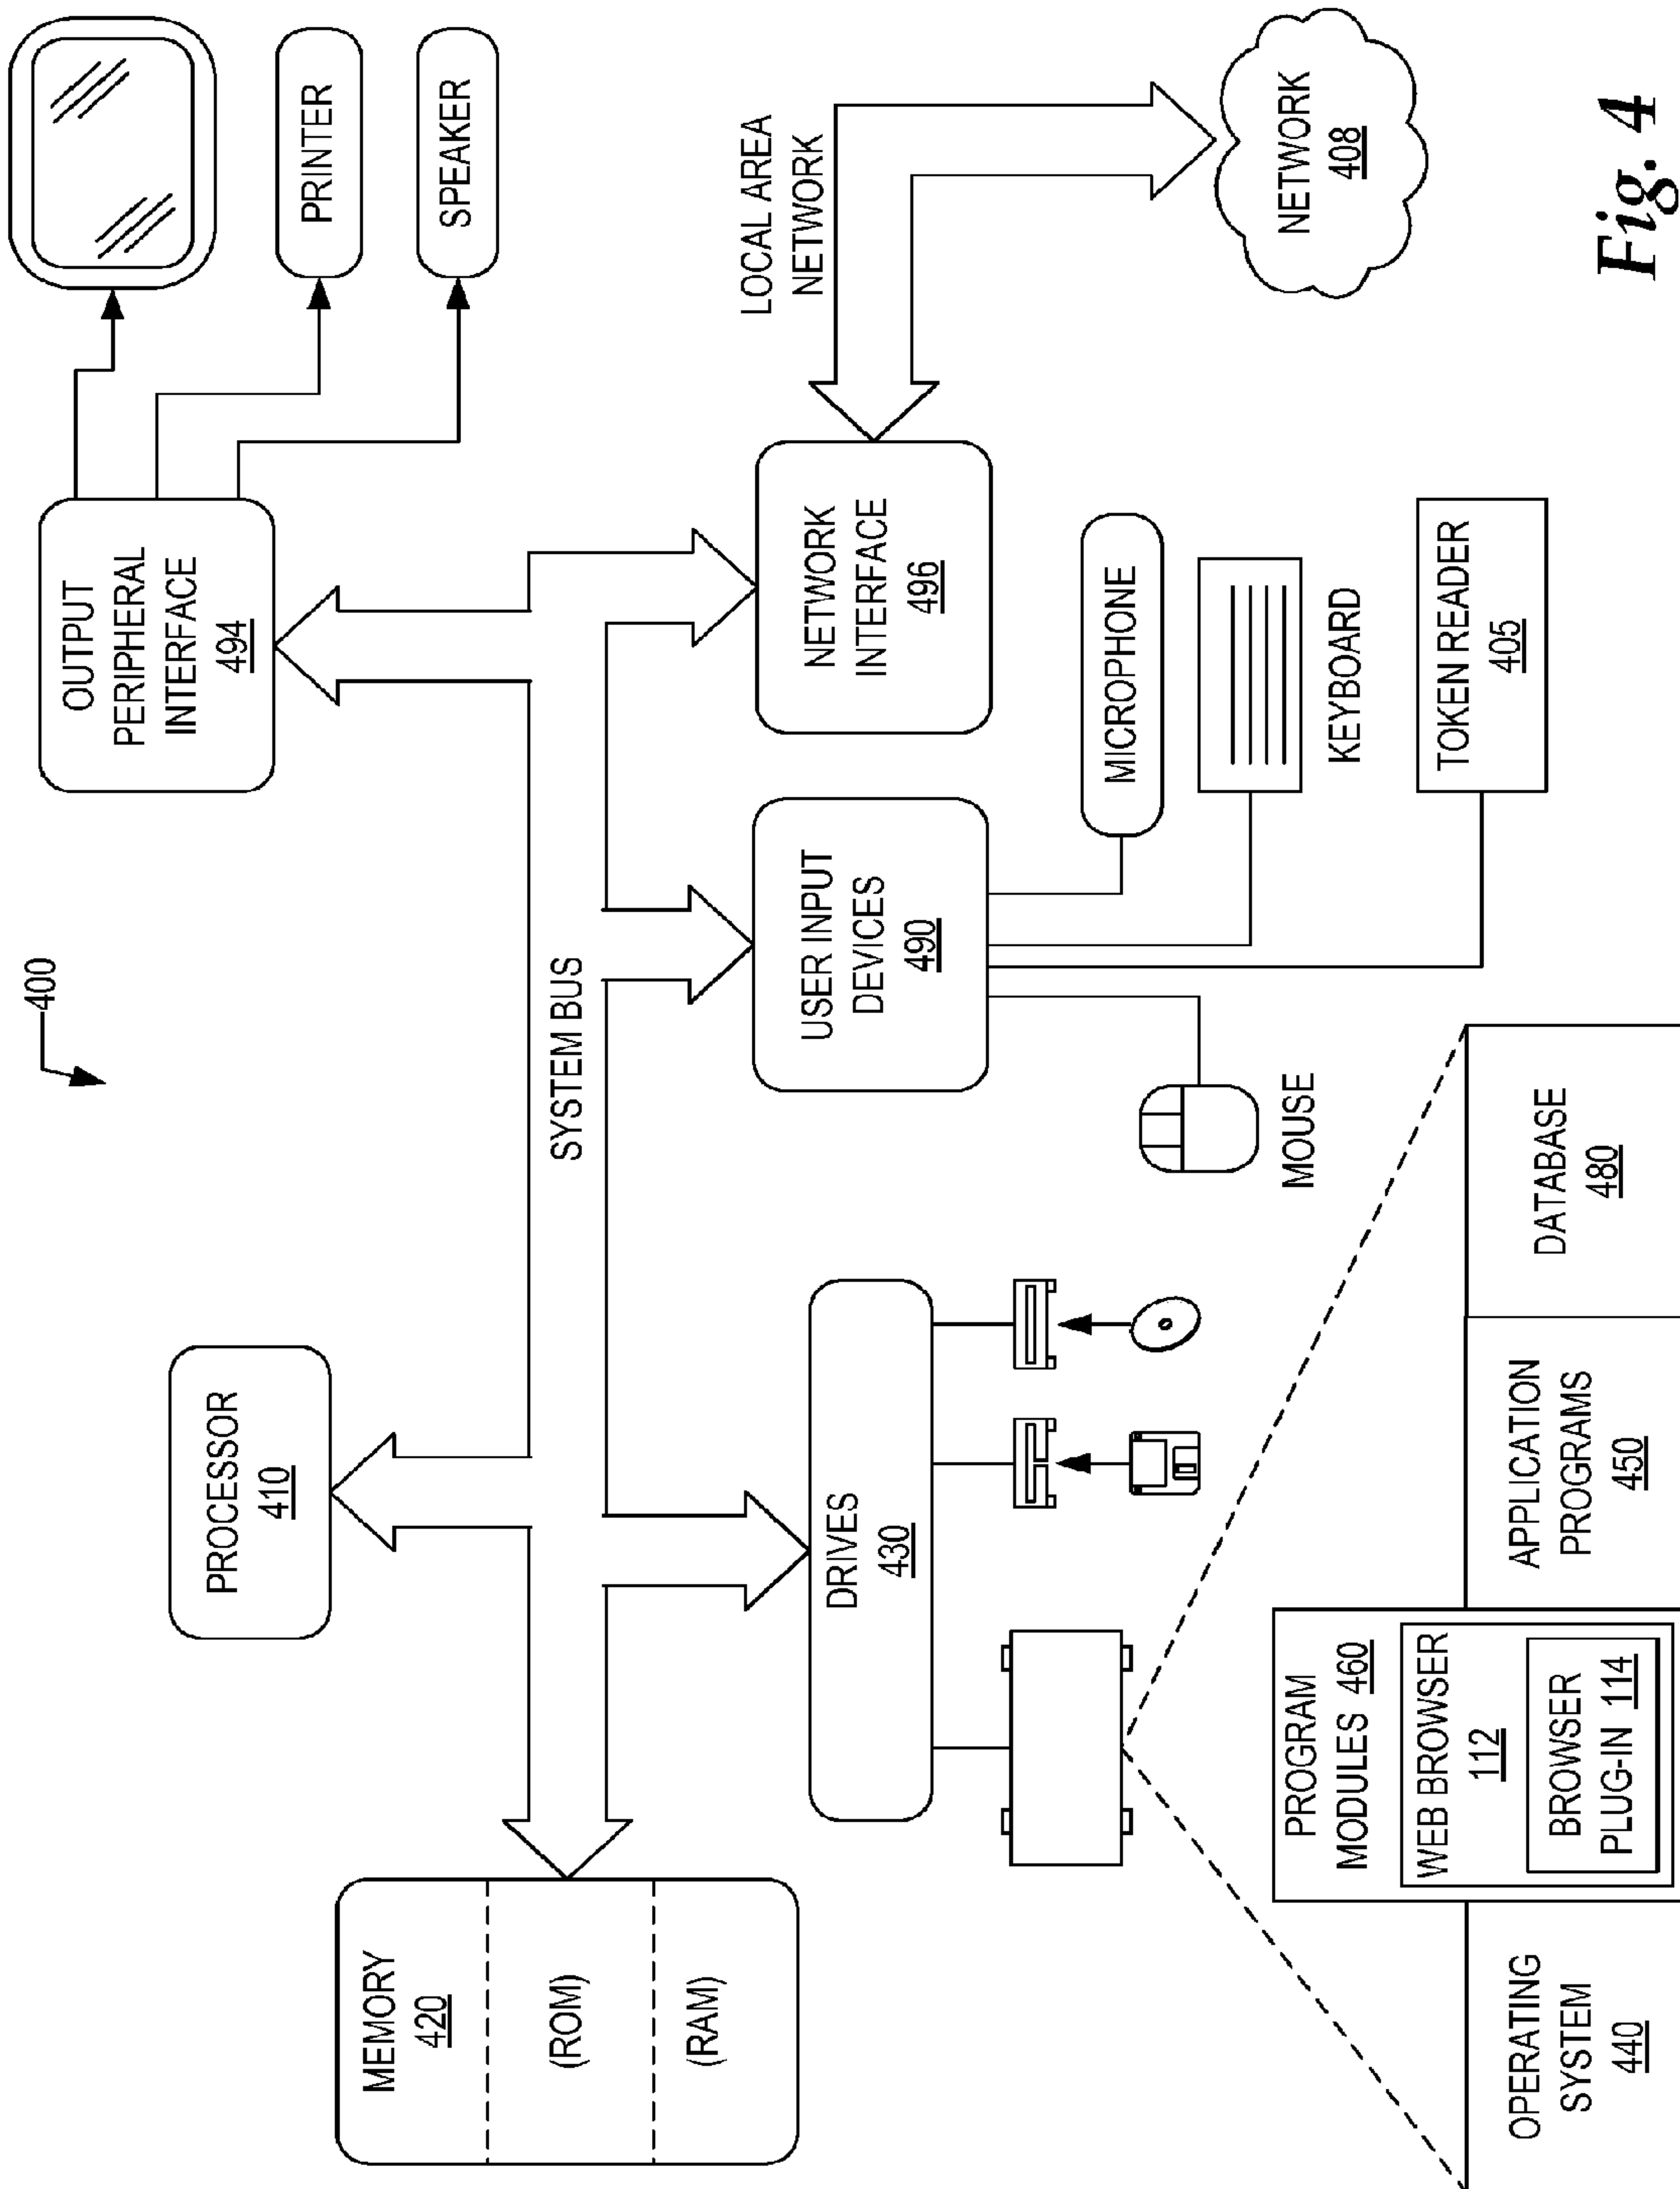 400
PROCESSOR
410
OUTPUT
PERIPHERAL
INTERFACE
494
PRINTER
SPEAKER
MEMORY
420
(ROM)
(RAM)
SYSTEM BUS
LOCAL AREA
NETWORK
DRIVES
430
USER INPUT
DEVICES
490
NETWORK
INTERFACE
496
MICROPHONE
MOUSE
KEYBOARD
TOKEN READER
405
NETWORK
408
OPERATING
SYSTEM
440
PROGRAM
MODULES 460
WEB BROWSER
112
BROWSER
PLUG-IN 114
APPLICATION
PROGRAMS
450
DATABASE
480
Fig. 4